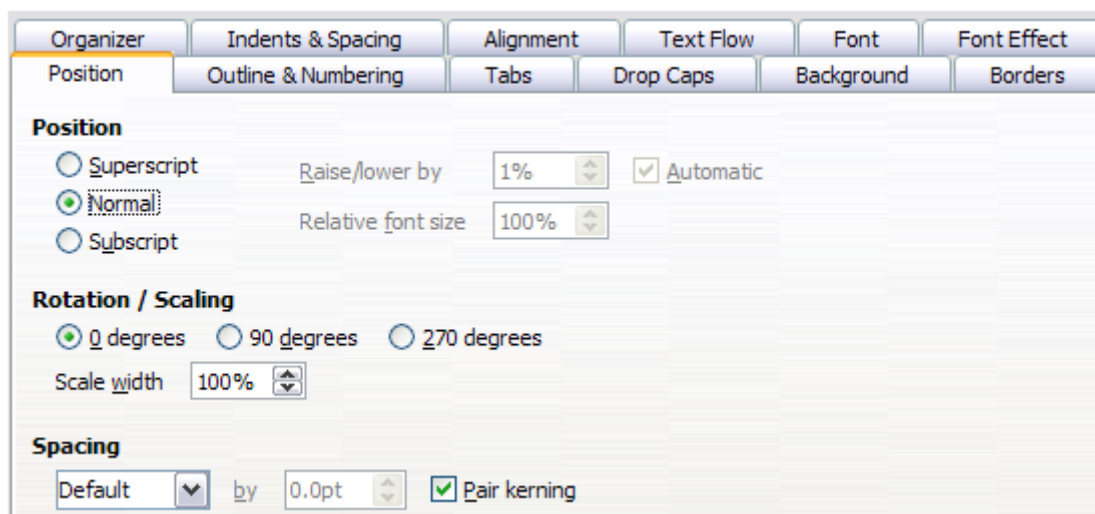 Organizer Indents & Spacing Alignment Text Flow Font Font Effect
Position Outline & Numbering Tabs Drop Caps Background Borders
Position
Superscript Raise/lower by 1% Automatic
Normal
Relative font size 100%
Subscript
Rotation / Scaling
0 degrees 90 degrees 270 degrees
Scale width 100%
Spacing
Default by 0.0pt Pair kerning